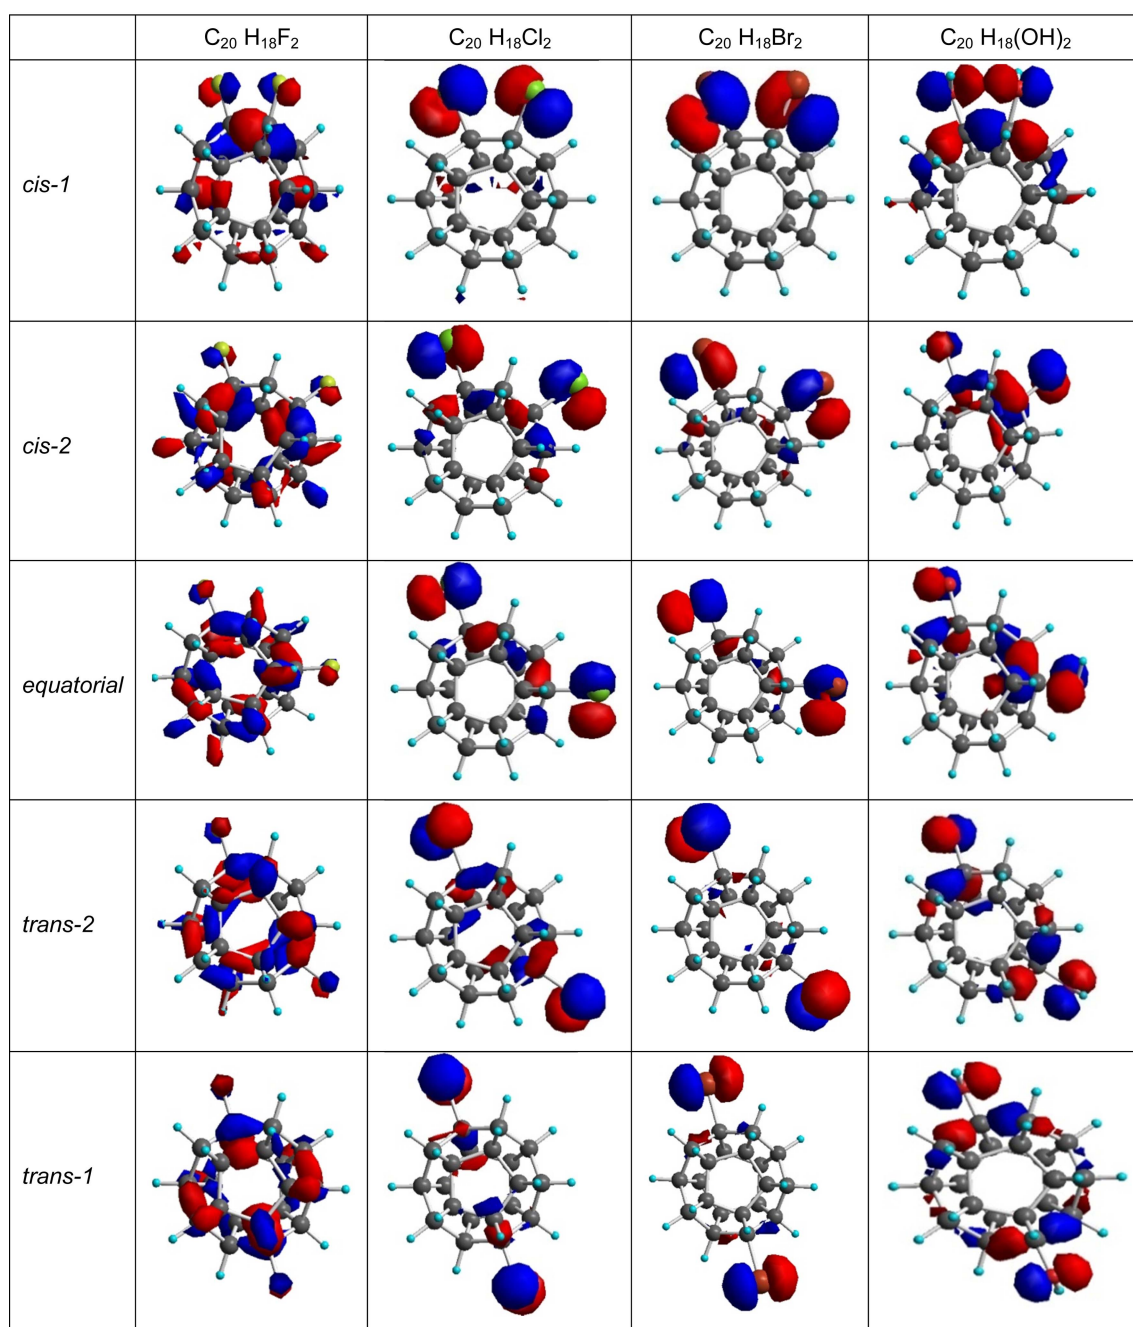 C₂₀ H₁₈F₂ C₂₀ H₁₈Cl₂ C₂₀ H₁₈Br₂ C₂₀ H₁₈(OH)₂
cis-1
cis-2
equatorial
trans-2
trans-1